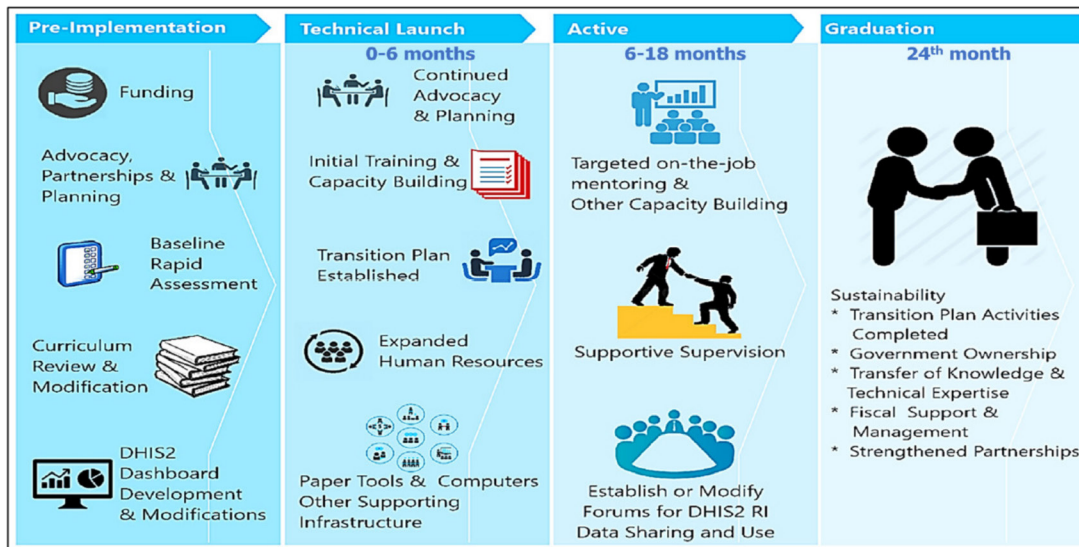 Pre-Implementation
Funding
Advocacy,
Partnerships &
Planning
Baseline
Rapid
Assessment
Curriculum
Review &
Modification
DHIS2
Dashboard
Development
& Modifications
Technical Launch
0-6 months
Continued
Advocacy
& Planning
Initial Training &
Capacity Building
Transition Plan
Established
Expanded
Human Resources
Paper Tools & Computers
Other Supporting
Infrastructure
Active
6-18 months
Targeted on-the-job
mentoring &
Other Capacity Building
Supportive Supervision
Establish or Modify
Forums for DHIS2 RI
Data Sharing and Use
Graduation
24th month
Sustainability
* Transition Plan Activities
Completed
* Government Ownership
* Transfer of Knowledge &
Technical Expertise
* Fiscal Support &
Management
* Strengthened Partnerships